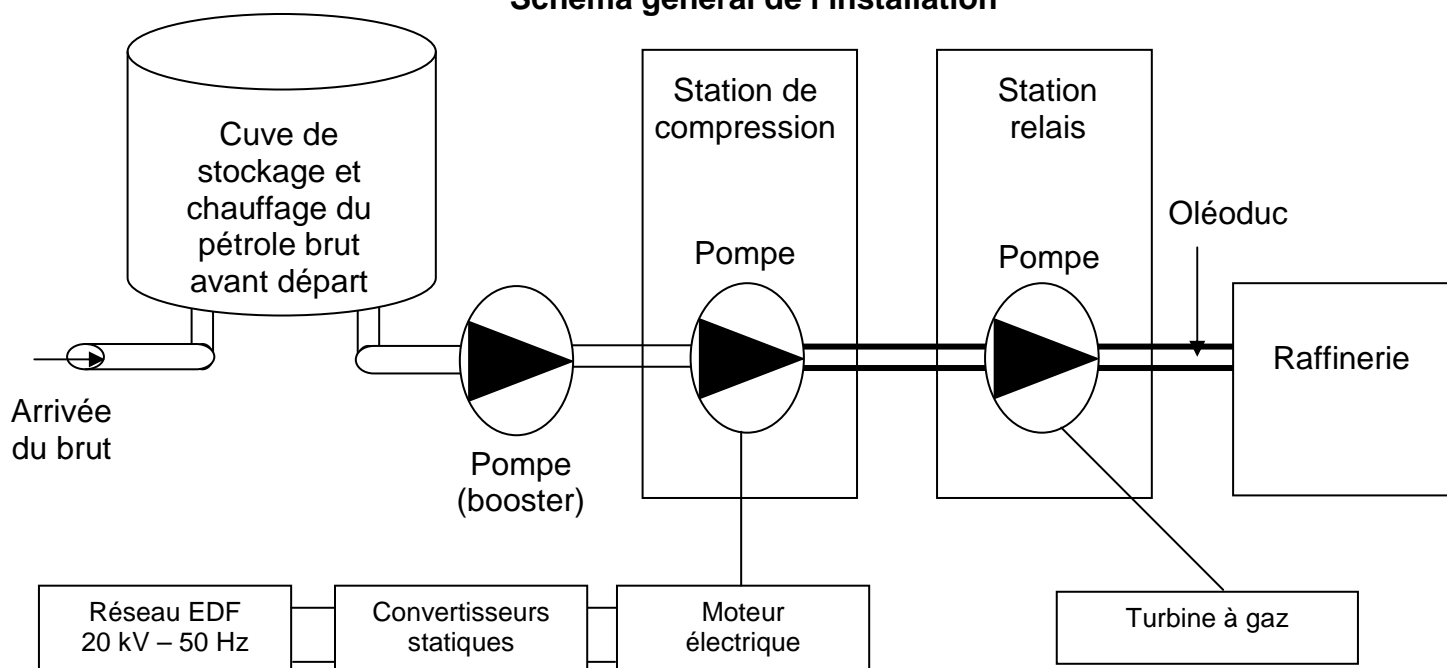 Schéma général de l'installation
Cuve de
stockage et
chauffage du
pétrole brut
avant départ
Station de
compression
Station
relais
Oléoduc
Pompe
Pompe
Raffinerie
Arrivée
du brut
Pompe
(booster)
Réseau EDF
20 kV – 50 Hz
Convertisseurs
statiques
Moteur
électrique
Turbine à gaz